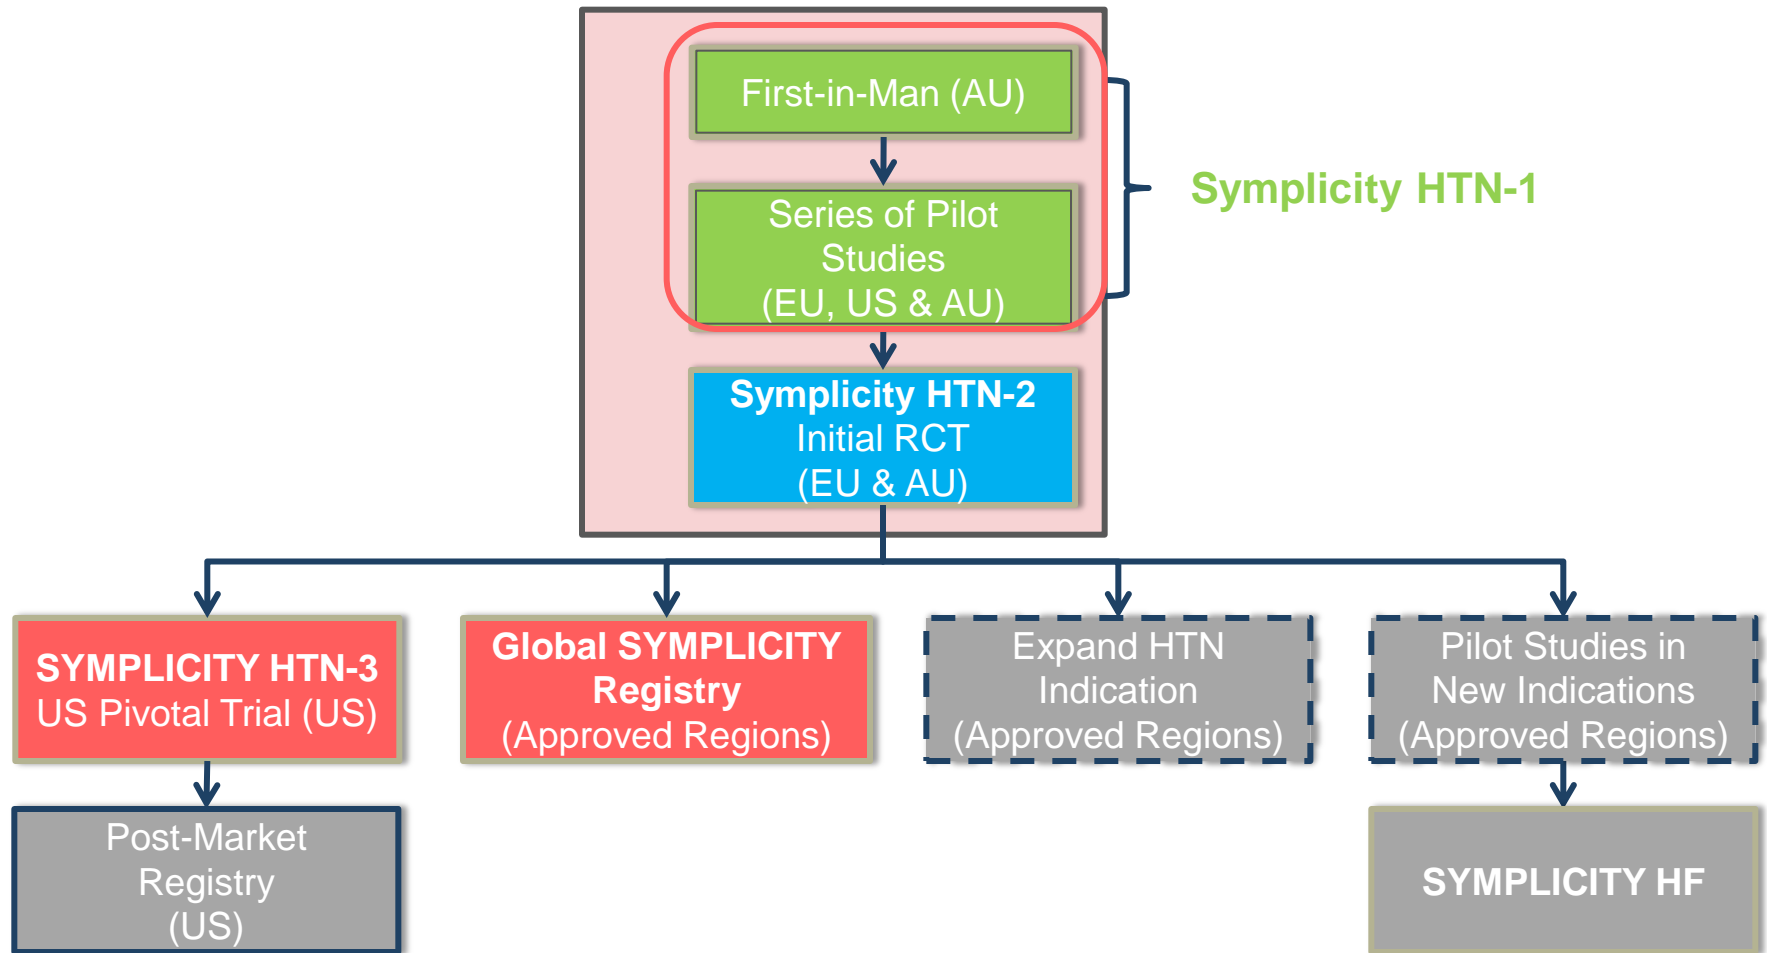 First-in-Man (AU)
Series of Pilot
Studies
(EU, US & AU)
Symplicity HTN-1
Symplicity HTN-2
Initial RCT
(EU & AU)
SYMPLICITY HTN-3
US Pivotal Trial (US)
Global SYMPLICITY
Registry
(Approved Regions)
Expand HTN
Indication
(Approved Regions)
Pilot Studies in
New Indications
(Approved Regions)
Post-Market
Registry
(US)
SYMPLICITY HF